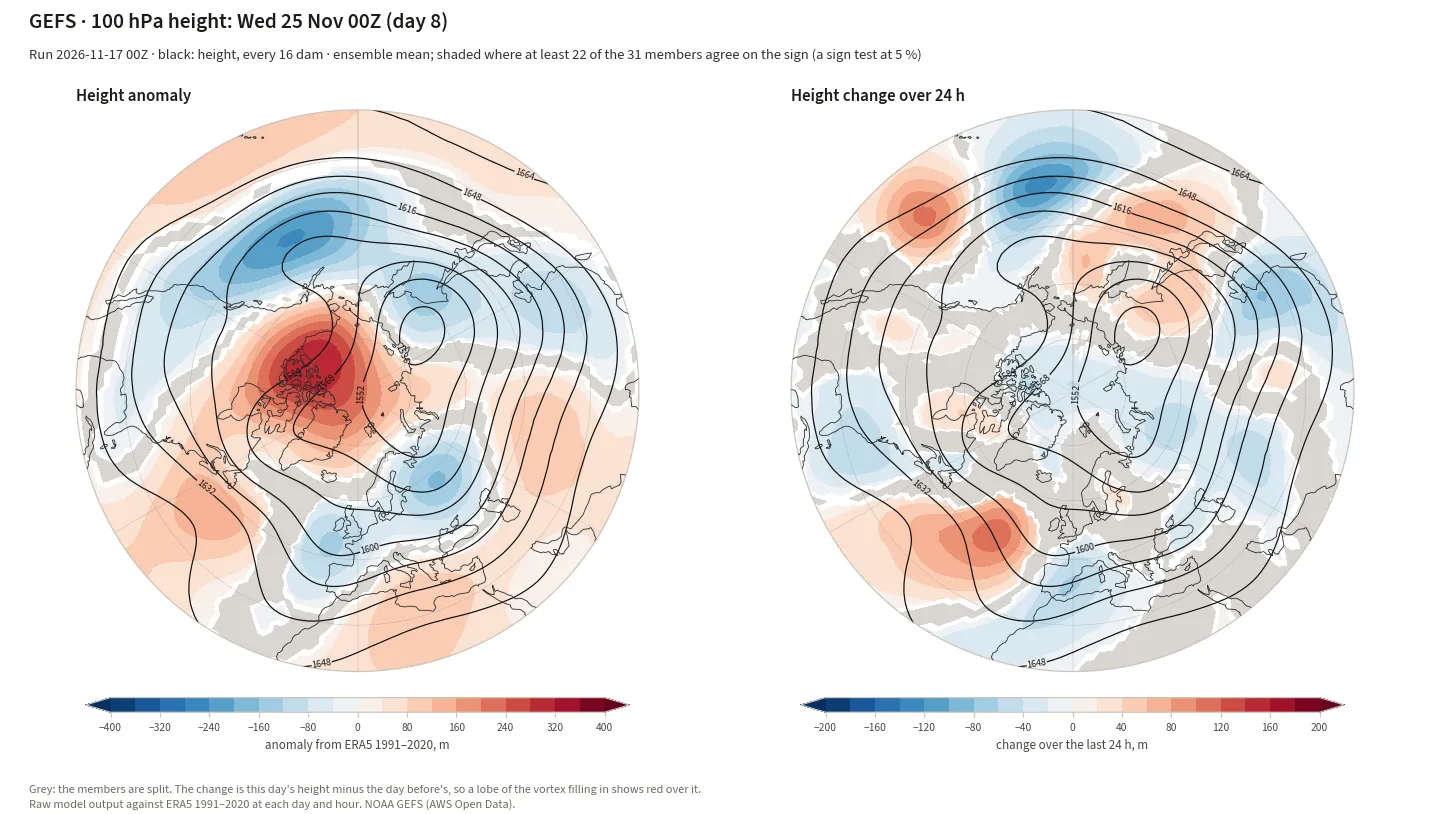 GEFS · 100 hPa height: Wed 25 Nov 00Z (day 8)
Run 2026-11-17 00Z · black: height, every 16 dam · ensemble mean; shaded where at least 22 of the 31 members agree on the sign (a sign test at 5 %)
Height anomaly
Height change over 24 h
1664
1648
1616
1552
1632
1600
1648
1664
1648
1616
1552
1632
1600
1648
−400 −320 −240 −160 −80 0 80 160 240 320 400
anomaly from ERA5 1991–2020, m
−200 −160 −120 −80 −40 0 40 80 120 160 200
change over the last 24 h, m
Grey: the members are split. The change is this day's height minus the day before's, so a lobe of the vortex filling in shows red over it.
Raw model output against ERA5 1991–2020 at each day and hour. NOAA GEFS (AWS Open Data).